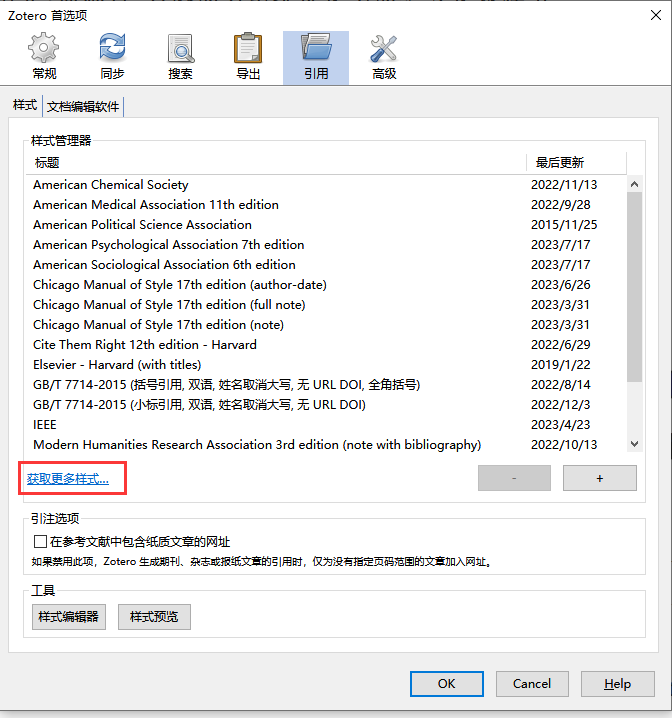 Zotero 首选项
常规 同步 搜索 导出 引用 高级
样式 文档编辑软件
样式管理器
标题 最后更新
American Chemical Society 2022/11/13
American Medical Association 11th edition 2022/9/28
American Political Science Association 2015/11/25
American Psychological Association 7th edition 2023/7/17
American Sociological Association 6th edition 2023/7/17
Chicago Manual of Style 17th edition (author-date) 2023/6/26
Chicago Manual of Style 17th edition (full note) 2023/3/31
Chicago Manual of Style 17th edition (note) 2023/3/31
Cite Them Right 12th edition - Harvard 2022/6/29
Elsevier - Harvard (with titles) 2019/1/22
GB/T 7714-2015 (括号引用, 双语, 姓名取消大写, 无 URL DOI, 全角括号) 2022/8/14
GB/T 7714-2015 (小标引用, 双语, 姓名取消大写, 无 URL DOI) 2022/12/3
IEEE 2023/4/23
Modern Humanities Research Association 3rd edition (note with bibliography) 2022/10/13
获取更多样式... - +
引注选项
在参考文献中包含纸质文章的网址
如果禁用此项，Zotero 生成期刊、杂志或报纸文章的引用时，仅为没有指定页码范围的文章加入网址。
工具
样式编辑器 样式预览
OK Cancel Help